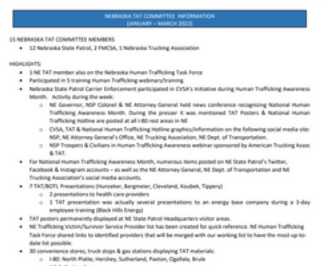 NEBRASKA TAT COMMITTEE INFORMATION
(JANUARY – MARCH 2022)
15 NEBRASKA TAT COMMITTEE MEMBERS
• 12 Nebraska State Patrol, 2 FMCSA, 1 Nebraska Trucking Association
HIGHLIGHTS:
• 1 NE TAT member also on the Nebraska Human Trafficking Task Force
• Participated in 5 training Human Trafficking webinars/training
• Nebraska State Patrol Carrier Enforcement participated in CVSA's Initiative during Human Trafficking Awareness
Month. Activity during the week:
o NE Governor, NSP Colonel & NE Attorney General held news conference recognizing National Human
Trafficking Awareness Month. During the presser it was mentioned TAT Posters & National Human
Trafficking Hotline are posted at all I-80 rest areas in NE
o CVSA, TAT & National Human Trafficking Hotline graphics/information on the following social media site:
NSP, NE Attorney General's Office, NE Trucking Association, NE Dept. of Transportation.
o NSP Troopers & Civilians in Human Trafficking Awareness webinar sponsored by American Trucking Assoc
& TAT.
• For National Human Trafficking Awareness Month, numerous items posted on NE State Patrol's Twitter,
Facebook & Instagram accounts – as well as the NE Attorney General, NE Dept. of Transportation and NE
Trucking Association's social media accounts.
• 7 TAT/BOTL Presentations (Hunseker, Bergmeier, Cleveland, Koubek, Tippery)
o 2 presentations to health care providers
o 1 TAT presentation was actually several presentations to an energy base company during a 3-day
employee training (Black Hills Energy)
• TAT posters permanently displayed at NE State Patrol Headquarters visitor areas.
• NE Trafficking Victim/Survivor Service Provider list has been created for quick reference. NE Human Trafficking
Task Force shared links to identified providers that will be merged with our working list to have the most up-to-
date list possible.
• 30 convenience stores, truck stops & gas stations displaying TAT materials:
o I-80: North Platte, Hershey, Sutherland, Paxton, Ogallala, Brule